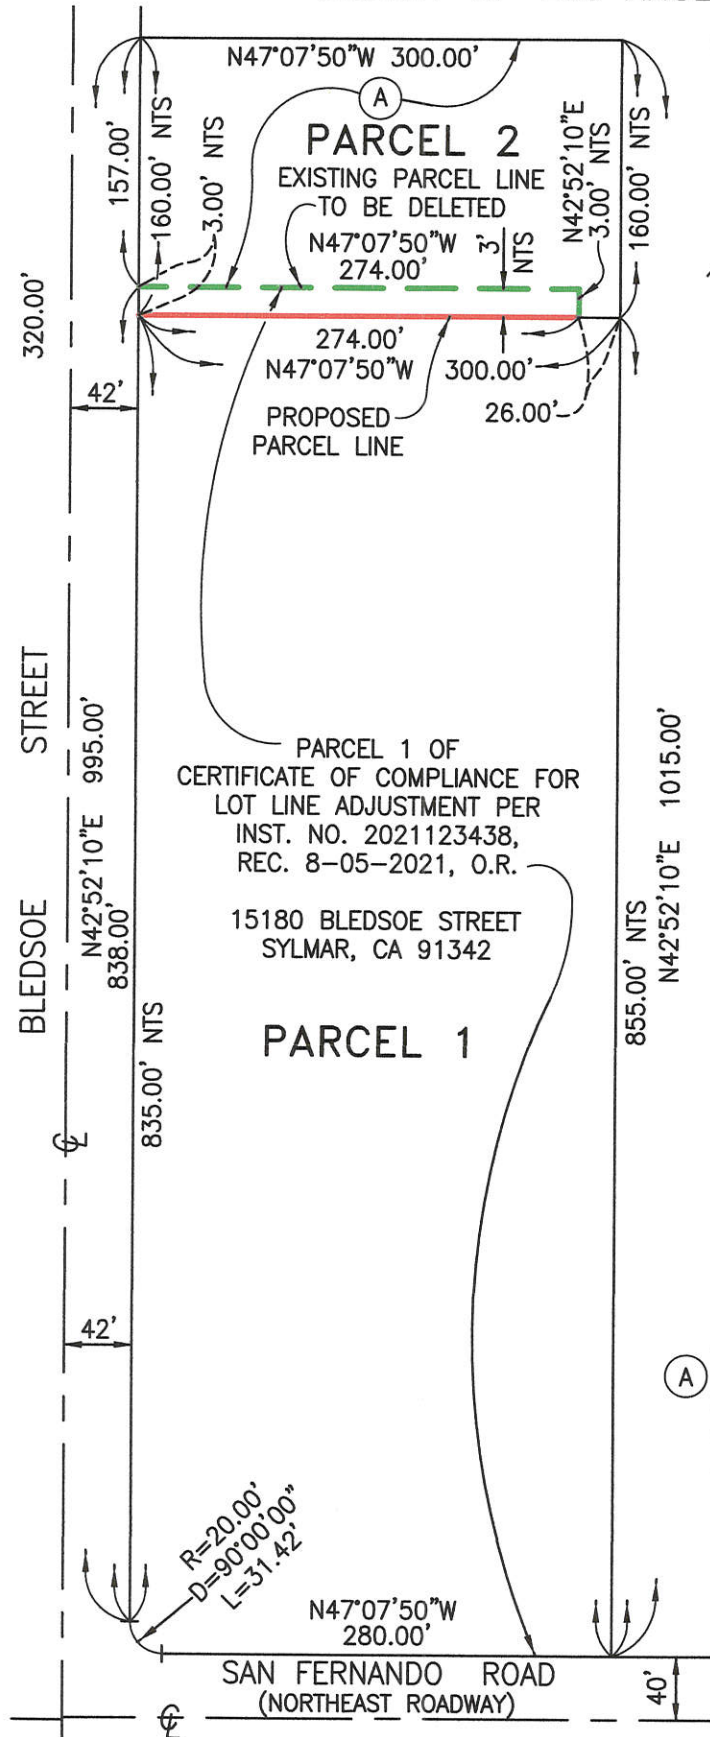 N47°07'50"W 300.00'
A
PARCEL 2
EXISTING PARCEL LINE
TO BE DELETED
157.00'
160.00' NTS
3.00' NTS
N42°52'10"E
3.00' NTS
160.00' NTS
N47°07'50"W
274.00'
3'
NTS
320.00'
274.00'
N47°07'50"W 300.00'
26.00'
42'
PROPOSED
PARCEL LINE
BLEDSOE STREET
N42°52'10"E 995.00'
838.00'
835.00' NTS
PARCEL 1 OF
CERTIFICATE OF COMPLIANCE FOR
LOT LINE ADJUSTMENT PER
INST. NO. 2021123438,
REC. 8-05-2021, O.R.
15180 BLEDSOE STREET
SYLMAR, CA 91342
PARCEL 1
855.00' NTS
N42°52'10"E 1015.00'
℄
42'
A
R=20.00'
D=90°00'00"
L=31.42'
N47°07'50"W
280.00'
SAN FERNANDO ROAD
(NORTHEAST ROADWAY)
40'
℄